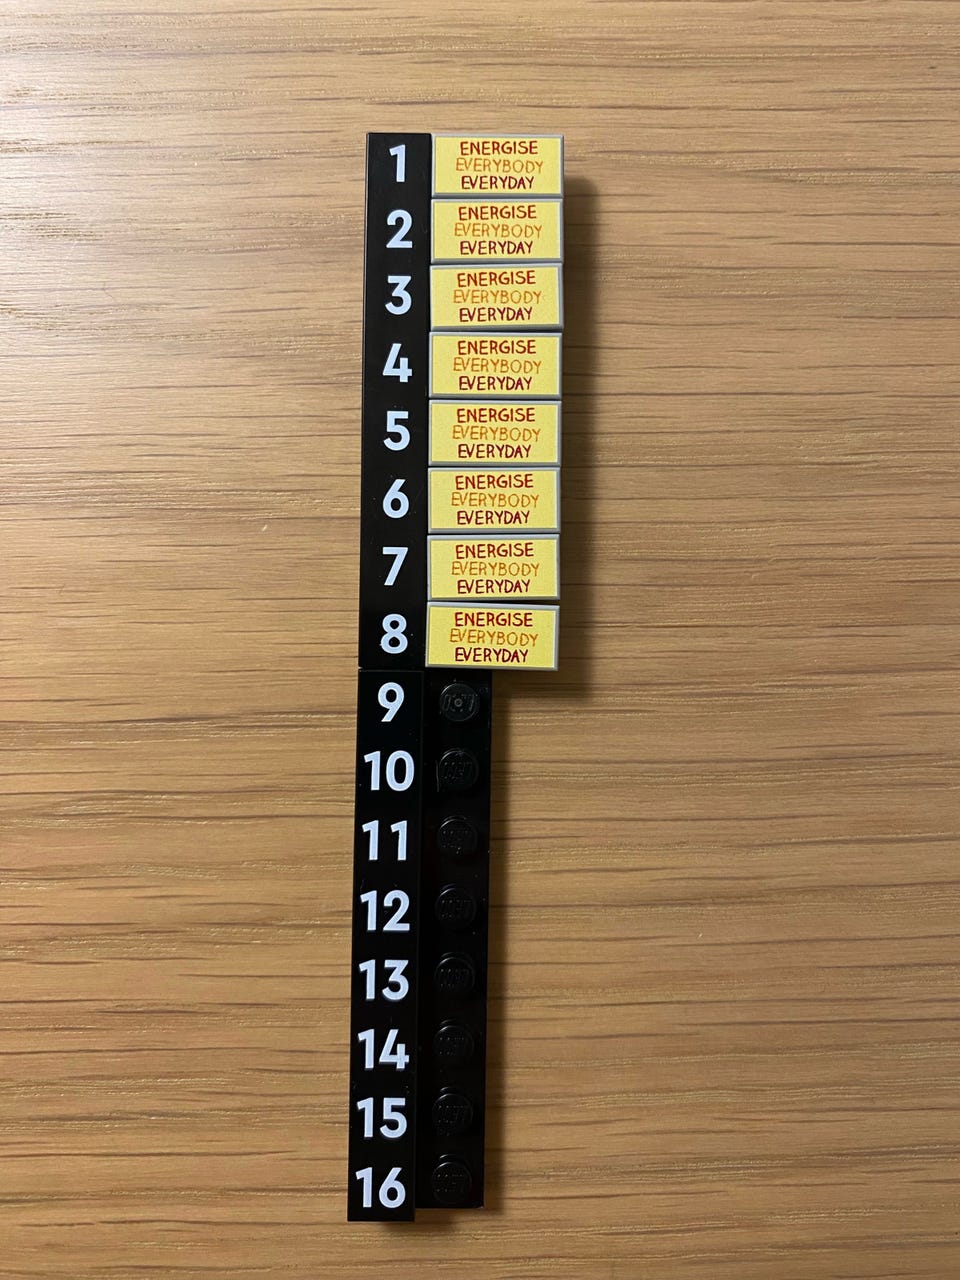 1 ENERGISE
EVERYBODY
EVERYDAY
2 ENERGISE
EVERYBODY
EVERYDAY
3 ENERGISE
EVERYBODY
EVERYDAY
4 ENERGISE
EVERYBODY
EVERYDAY
5 ENERGISE
EVERYBODY
EVERYDAY
6 ENERGISE
EVERYBODY
EVERYDAY
7 ENERGISE
EVERYBODY
EVERYDAY
8 ENERGISE
EVERYBODY
EVERYDAY
9
10
11
12
13
14
15
16